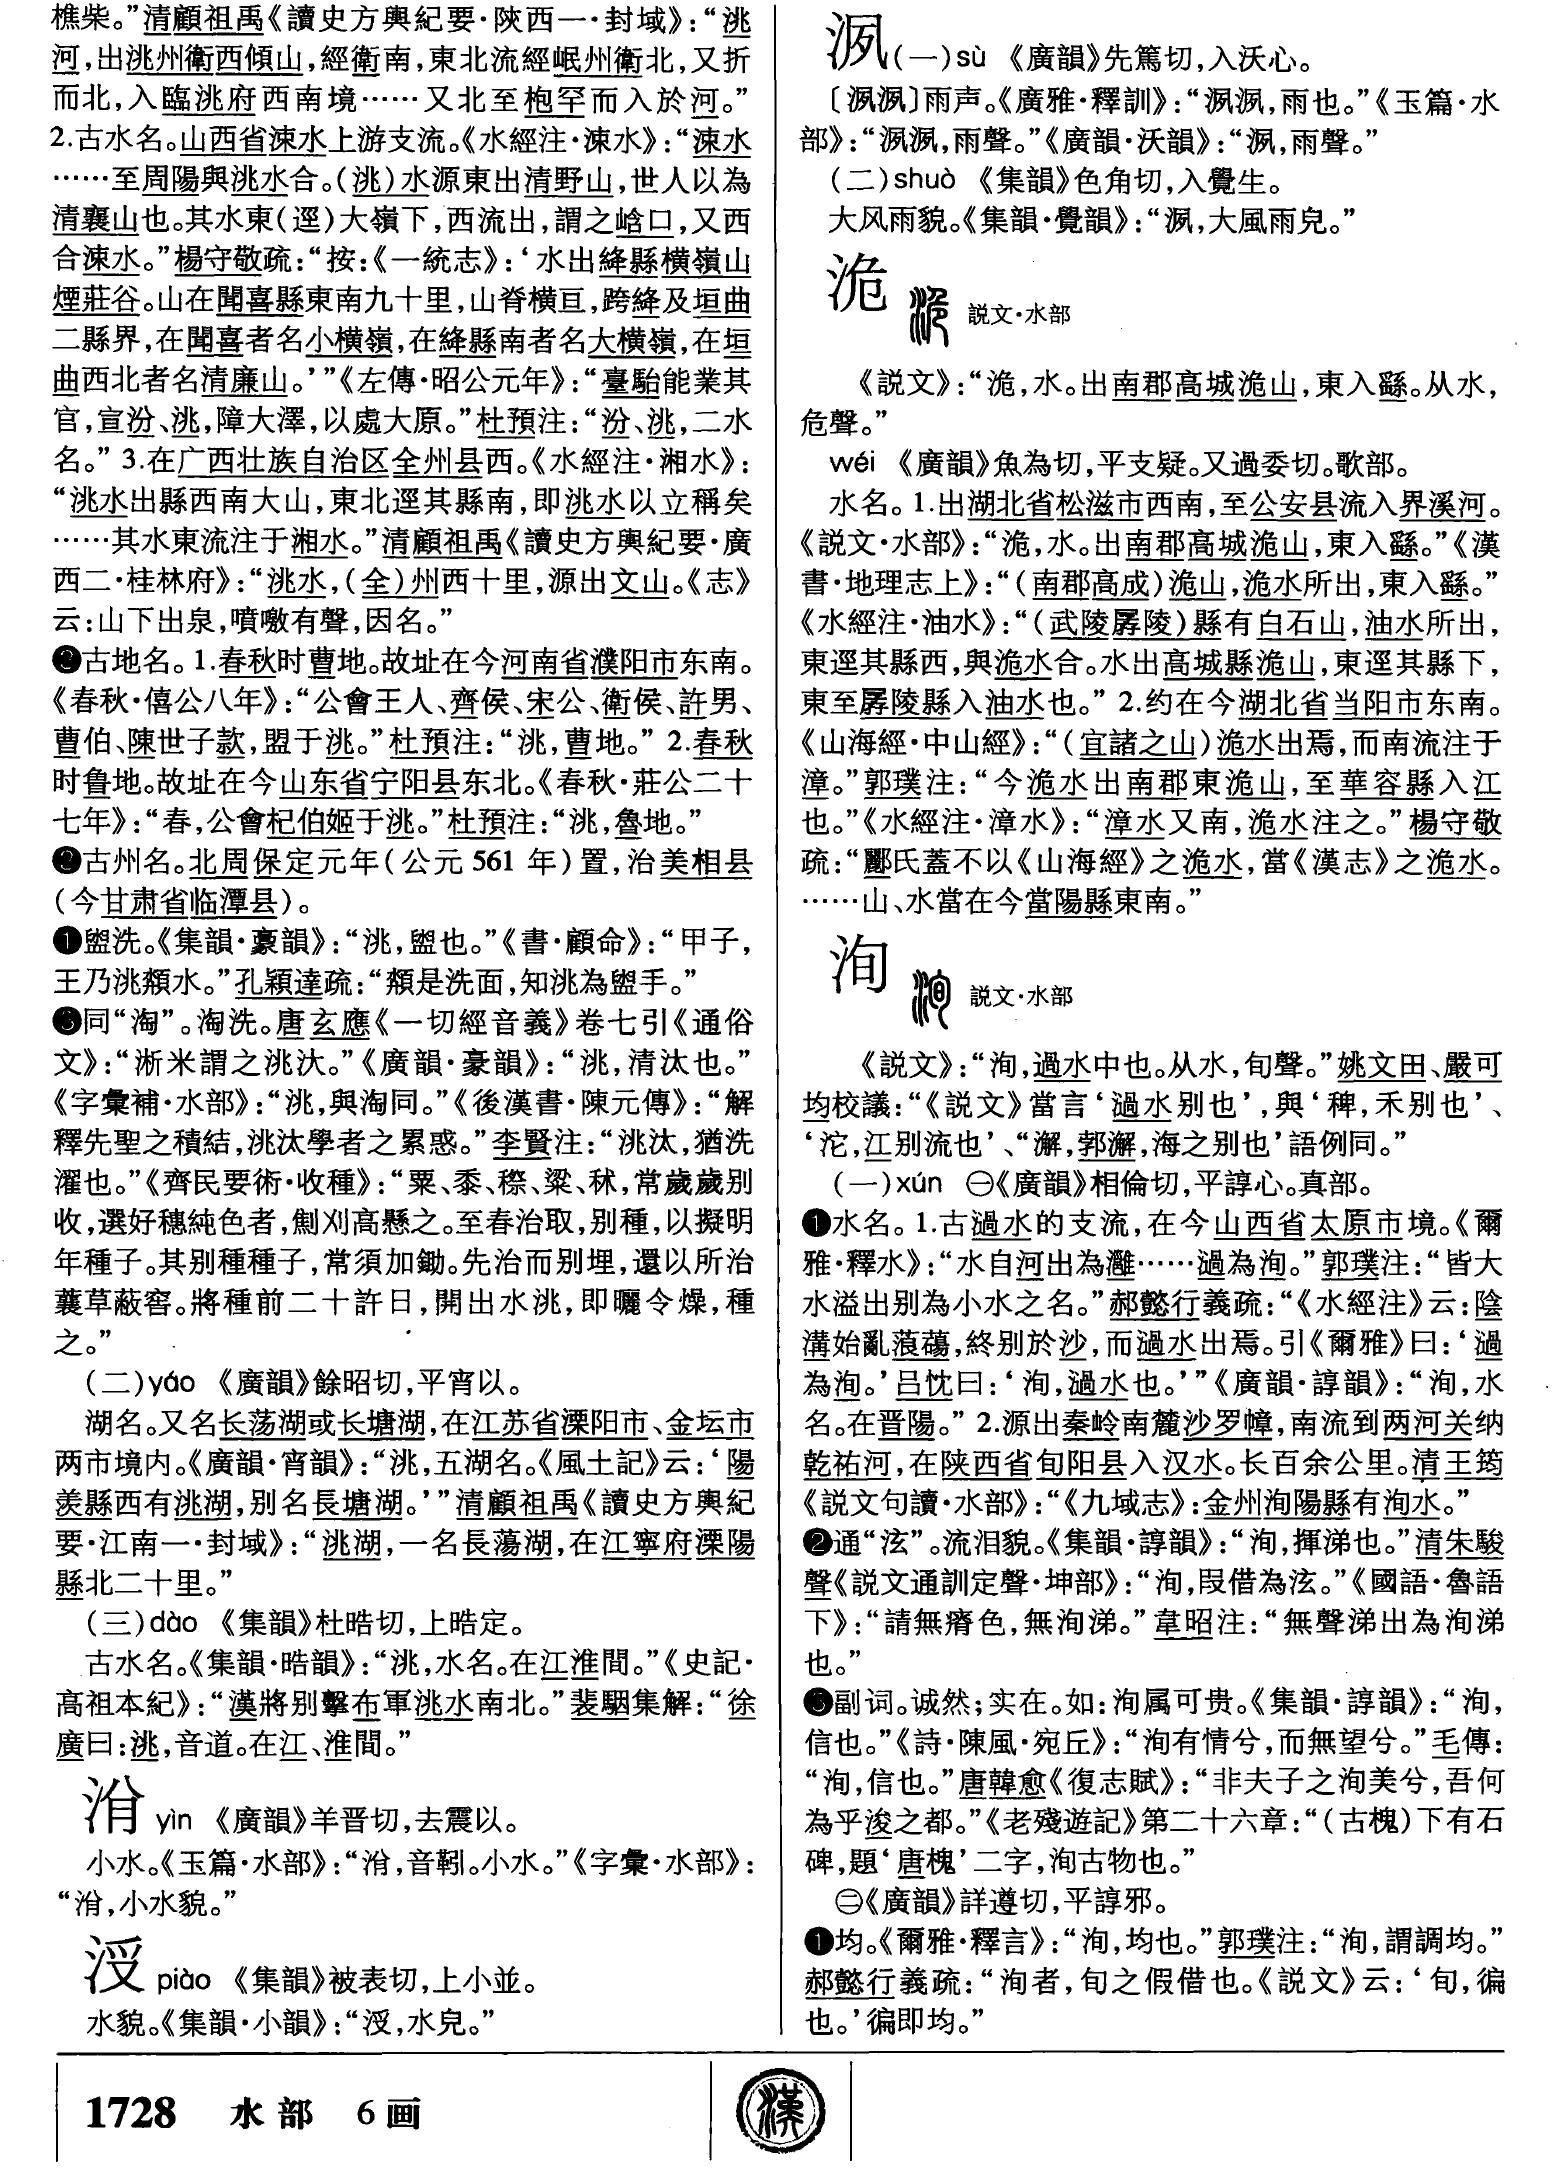 樵柴。”清顧祖禹《讀史方輿紀要·陝西一·封域》：“洮
河，出洮州衛西傾山，經衛南，東北流經岷州衛北，又折
而北，入臨洮府西南境……又北至枹罕而入於河。”
2.古水名。山西省涑水上游支流。《水經注·涑水》：“涑水
……至周陽與洮水合。（洮）水源東出清野山，世人以為
清襄山也。其水東（逕）大嶺下，西流出，謂之峪口，又西
合涑水。”楊守敬疏：“按：《一統志》：‘水出絳縣横嶺山
煙莊谷。山在聞喜縣東南九十里，山脊横亘，跨絳及垣曲
二縣界，在聞喜者名小横嶺，在絳縣南者名大横嶺，在垣
曲西北者名清廉山。’”《左傳·昭公元年》：“臺駘能業其
官，宣汾、洮，障大澤，以處大原。”杜預注：“汾、洮，二水
名。”3.在广西壮族自治区全州县西。《水經注·湘水》：
“洮水出縣西南大山，東北逕其縣南，即洮水以立稱矣
……其水東流注于湘水。”清顧祖禹《讀史方輿紀要·廣
西二·桂林府》：“洮水，（全）州西十里，源出文山。《志》
云：山下出泉，噴噭有聲，因名。”
❸古地名。1.春秋时曹地。故址在今河南省濮阳市东南。
《春秋·僖公八年》：“公會王人、齊侯、宋公、衛侯、許男、
曹伯、陳世子款，盟于洮。”杜預注：“洮，曹地。”2.春秋
时鲁地。故址在今山东省宁阳县东北。《春秋·莊公二十
七年》：“春，公會杞伯姬于洮。”杜預注：“洮，魯地。”
❷古州名。北周保定元年（公元561年）置，治美相县
（今甘肃省临潭县）。
❶盥洗。《集韻·豪韻》：“洮，盥也。”《書·顧命》：“甲子，
王乃洮頮水。”孔穎達疏：“頮是洗面，知洮為盥手。”
❸同“淘”。淘洗。唐玄應《一切經音義》卷七引《通俗
文》：“淅米謂之洮汰。”《廣韻·豪韻》：“洮，清汰也。”
《字彙補·水部》：“洮，與淘同。”《後漢書·陳元傳》：“解
釋先聖之積結，洮汰學者之累惑。”李賢注：“洮汰，猶洗
濯也。”《齊民要術·收種》：“粟、黍、穄、粱、秫，常歲歲别
收，選好穗純色者，劁刈高懸之。至春治取，别種，以擬明
年種子。其别種種子，常須加鋤。先治而别埋，還以所治
蘘草蔽窖。將種前二十許日，開出水洮，即曬令燥，種
之。”
（二）yáo 《廣韻》餘昭切，平宵以。
湖名。又名长荡湖或长塘湖，在江苏省溧阳市、金坛市
两市境内。《廣韻·宵韻》：“洮，五湖名。《風土記》云：‘陽
羨縣西有洮湖，别名長塘湖。’”清顧祖禹《讀史方輿紀
要·江南一·封域》：“洮湖，一名長蕩湖，在江寧府溧陽
縣北二十里。”
（三）dào 《集韻》杜晧切，上晧定。
古水名。《集韻·晧韻》：“洮，水名。在江淮間。”《史記·
高祖本紀》：“漢將别擊布軍洮水南北。”裴駰集解：“徐
廣曰：洮，音道。在江、淮間。”
㳙 yìn 《廣韻》羊晋切，去震以。
小水。《玉篇·水部》：“㳙，音靷。小水。”《字彙·水部》：
“㳙，小水貌。”
㳚 piào 《集韻》被表切，上小並。
水貌。《集韻·小韻》：“㳚，水皃。”
洬（一）sù 《廣韻》先篤切，入沃心。
〔洬洬〕雨声。《廣雅·釋訓》：“洬洬，雨也。”《玉篇·水
部》：“洬洬，雨聲。”《廣韻·沃韻》：“洬，雨聲。”
（二）shuò 《集韻》色角切，入覺生。
大风雨貌。《集韻·覺韻》：“洬，大風雨皃。”
洈 説文·水部
《説文》：“洈，水。出南郡高城洈山，東入繇。从水，
危聲。”
wéi 《廣韻》魚為切，平支疑。又過委切。歌部。
水名。1.出湖北省松滋市西南，至公安县流入界溪河。
《説文·水部》：“洈，水。出南郡高城洈山，東入繇。”《漢
書·地理志上》：“（南郡高成）洈山，洈水所出，東入繇。”
《水經注·油水》：“（武陵孱陵）縣有白石山，油水所出，
東逕其縣西，與洈水合。水出高城縣洈山，東逕其縣下，
東至孱陵縣入油水也。”2.约在今湖北省当阳市东南。
《山海經·中山經》：“（宜諸之山）洈水出焉，而南流注于
漳。”郭璞注：“今洈水出南郡東洈山，至華容縣入江
也。”《水經注·漳水》：“漳水又南，洈水注之。”楊守敬
疏：“酈氏蓋不以《山海經》之洈水，當《漢志》之洈水。
……山、水當在今當陽縣東南。”
洵 説文·水部
《説文》：“洵，過水中也。从水，旬聲。”姚文田、嚴可
均校議：“《説文》當言‘過水别也’，與‘稗，禾别也’、
‘沱，江别流也’、“澥，郭澥，海之别也’語例同。”
（一）xún ㊀《廣韻》相倫切，平諄心。真部。
❶水名。1.古過水的支流，在今山西省太原市境。《爾
雅·釋水》：“水自河出為灉……過為洵。”郭璞注：“皆大
水溢出别為小水之名。”郝懿行義疏：“《水經注》云：陰
溝始亂蒗蕩，終别於沙，而過水出焉。引《爾雅》曰：‘過
為洵。’吕忱曰：‘洵，過水也。’”《廣韻·諄韻》：“洵，水
名。在晋陽。”2.源出秦岭南麓沙罗幛，南流到两河关纳
乾祐河，在陕西省旬阳县入汉水。长百余公里。清王筠
《説文句讀·水部》：“《九域志》：金州洵陽縣有洵水。”
❷通“泫”。流泪貌。《集韻·諄韻》：“洵，揮涕也。”清朱駿
聲《説文通訓定聲·坤部》：“洵，叚借為泫。”《國語·魯語
下》：“請無瘠色，無洵涕。”韋昭注：“無聲涕出為洵涕
也。”
❸副词。诚然；实在。如：洵属可贵。《集韻·諄韻》：“洵，
信也。”《詩·陳風·宛丘》：“洵有情兮，而無望兮。”毛傳：
“洵，信也。”唐韓愈《復志賦》：“非夫子之洵美兮，吾何
為乎浚之都。”《老殘遊記》第二十六章：“（古槐）下有石
碑，題‘唐槐’二字，洵古物也。”
㊁《廣韻》詳遵切，平諄邪。
❶均。《爾雅·釋言》：“洵，均也。”郭璞注：“洵，謂調均。”
郝懿行義疏：“洵者，旬之假借也。《説文》云：‘旬，徧
也。’徧即均。”
1728 水部 6画
漢